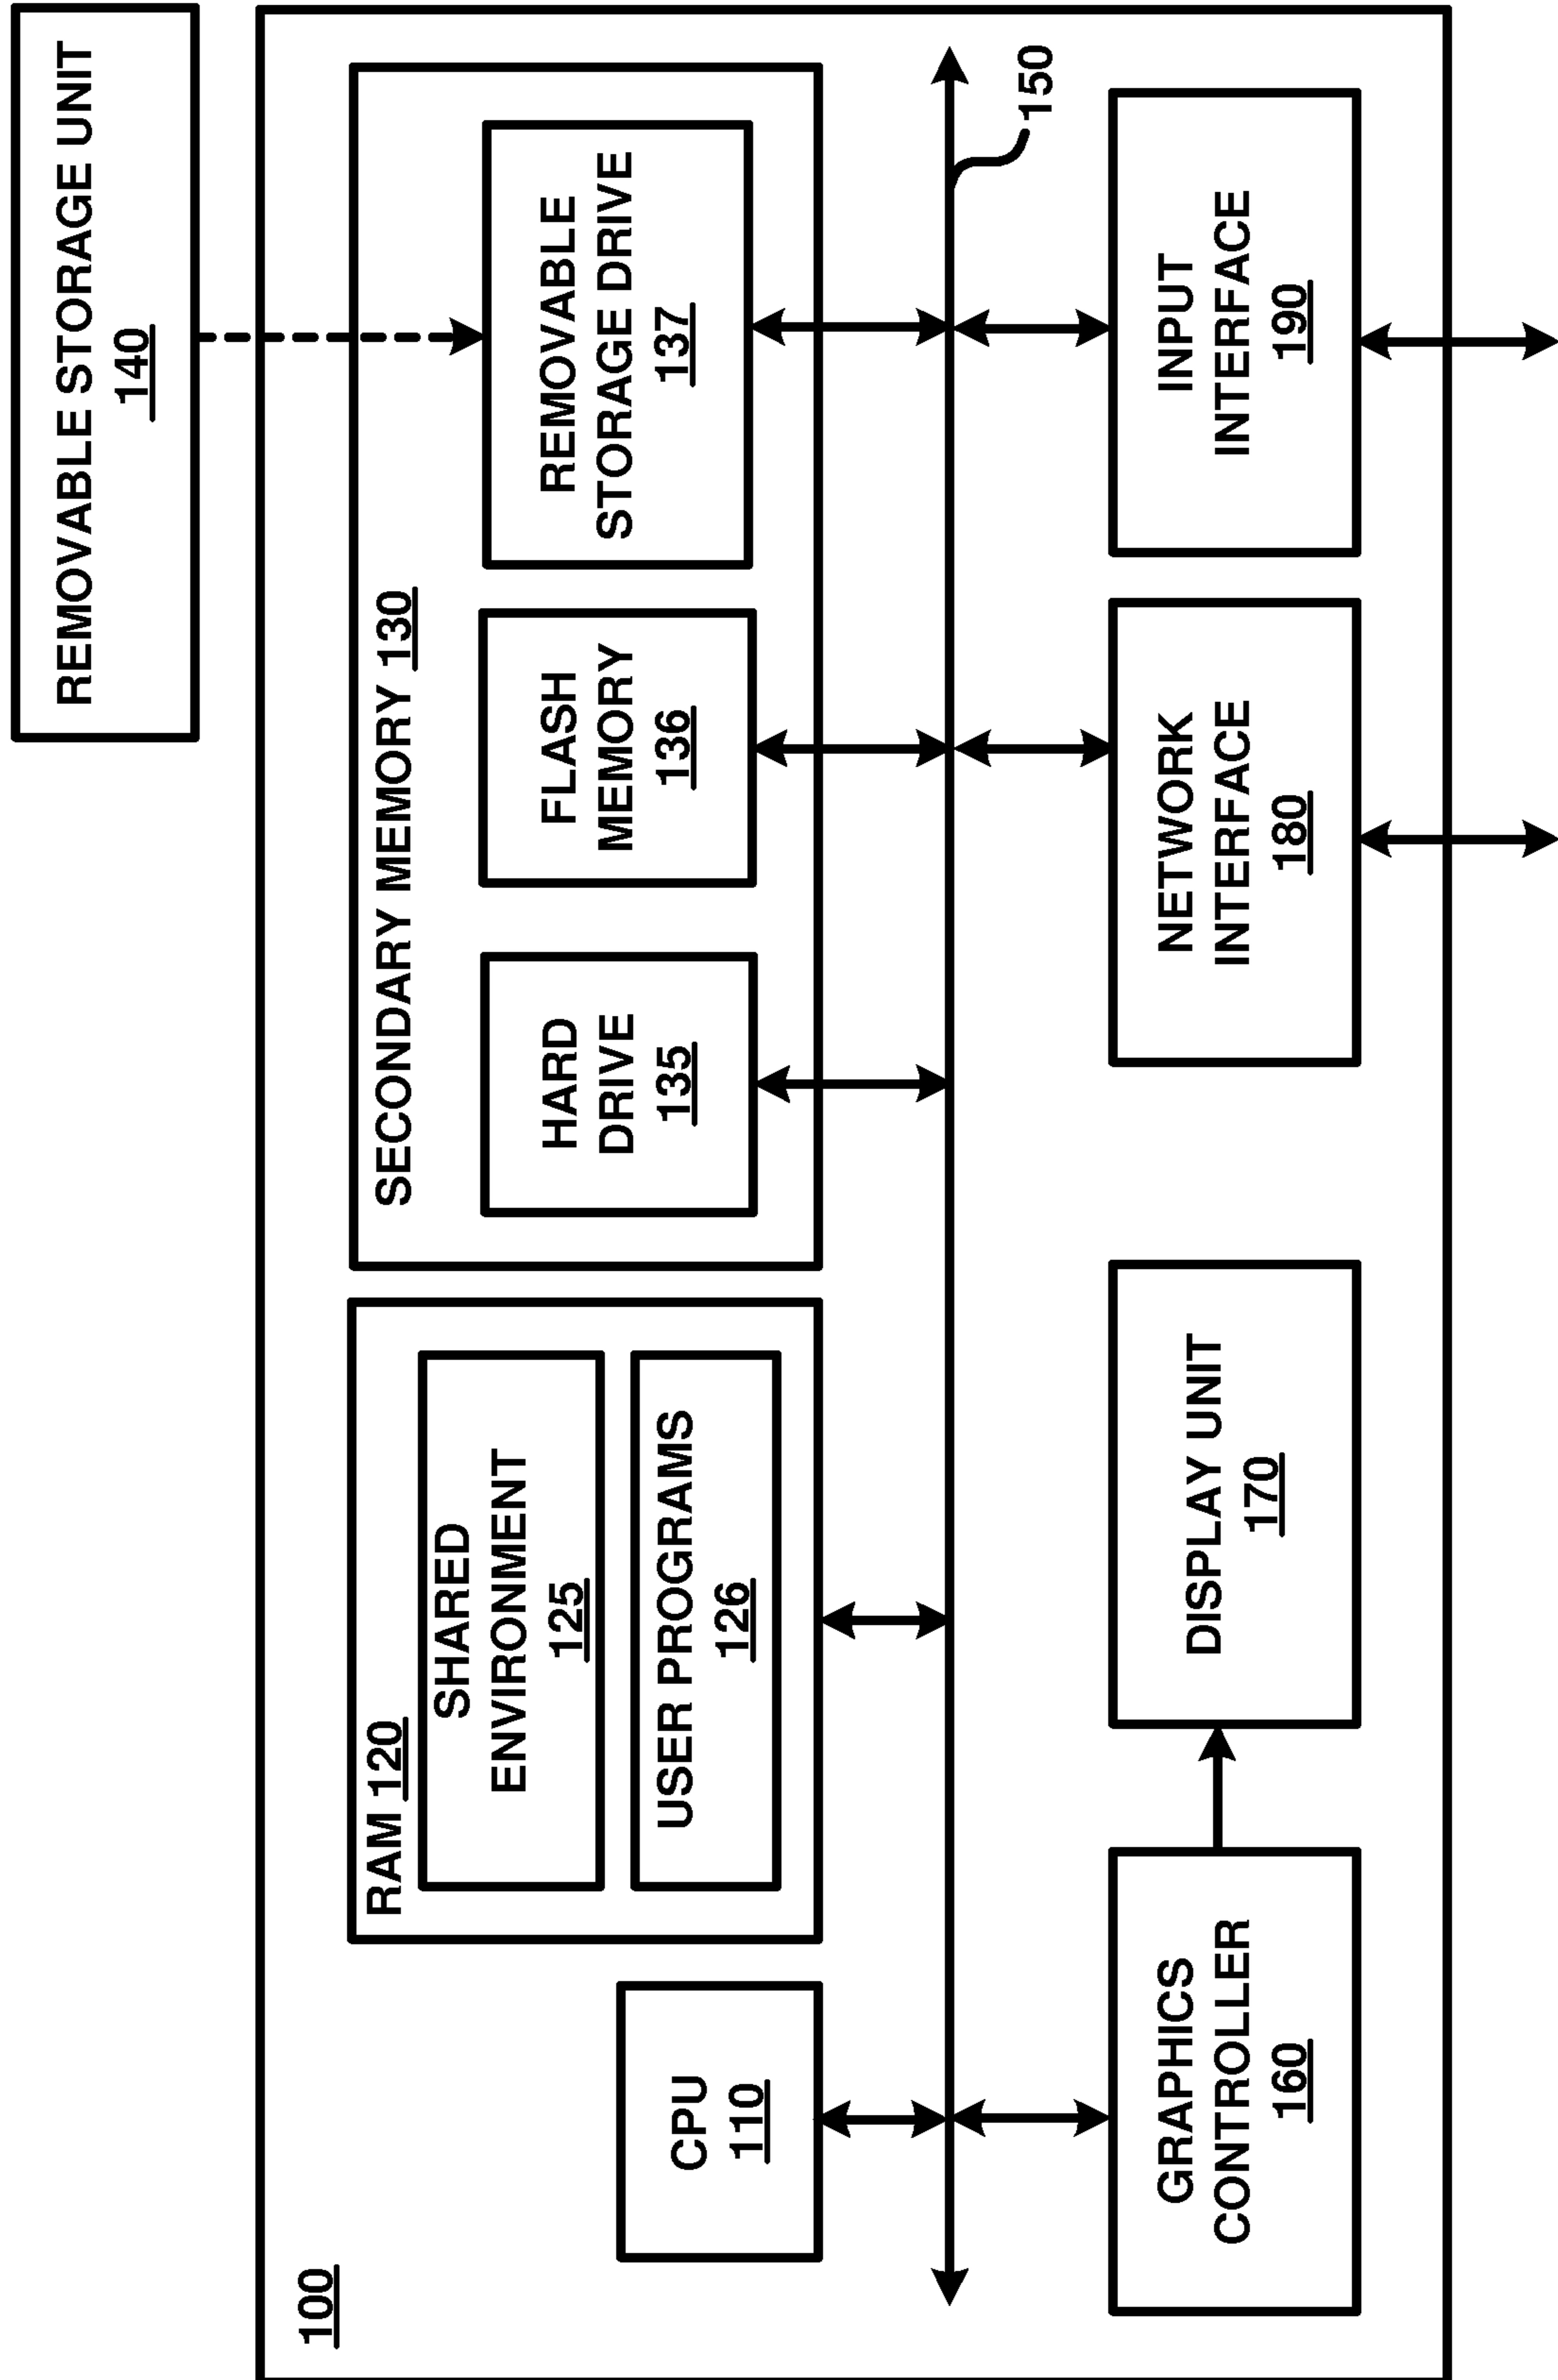 REMOVABLE STORAGE UNIT
140
100
SECONDARY MEMORY 130
RAM 120
SHARED
ENVIRONMENT
125
USER PROGRAMS
126
HARD
DRIVE
135
FLASH
MEMORY
136
REMOVABLE
STORAGE DRIVE
137
CPU
110
150
GRAPHICS
CONTROLLER
160
DISPLAY UNIT
170
NETWORK
INTERFACE
180
INPUT
INTERFACE
190